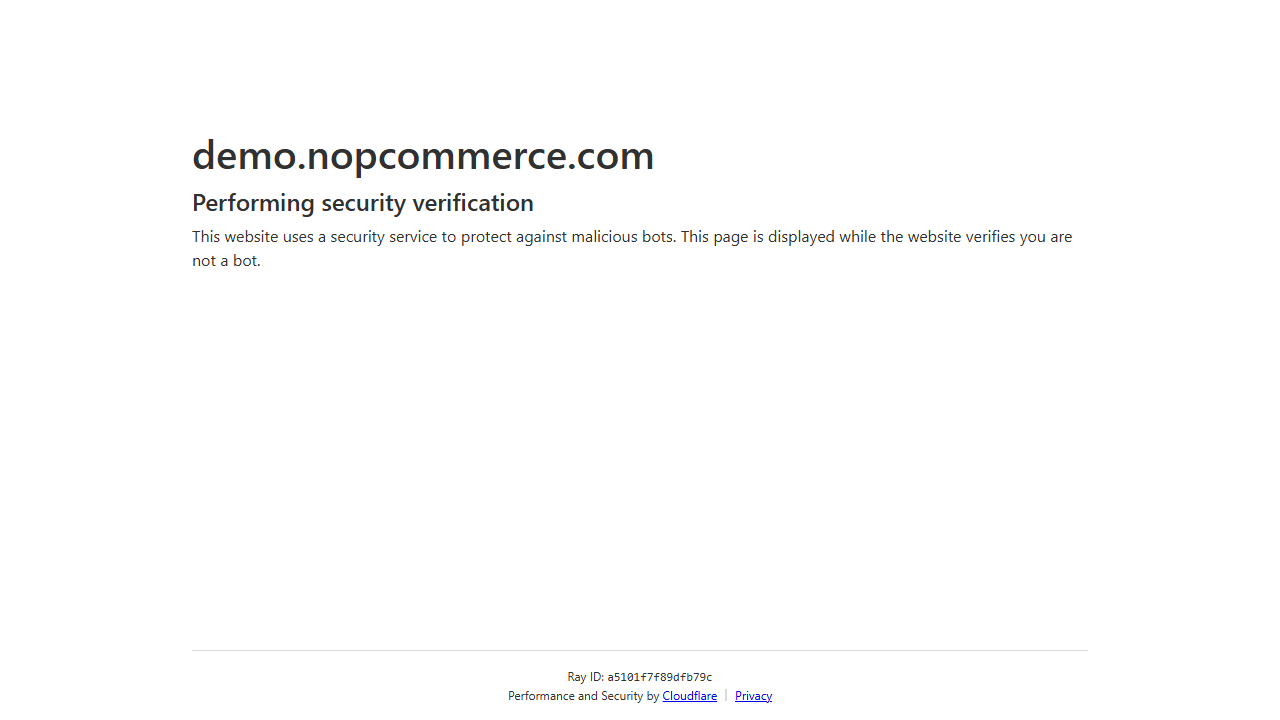 demo.nopcommerce.com
Performing security verification
This website uses a security service to protect against malicious bots. This page is displayed while the website verifies you are
not a bot.
Ray ID: a5101f7f89dfb79c
Performance and Security by Cloudflare | Privacy